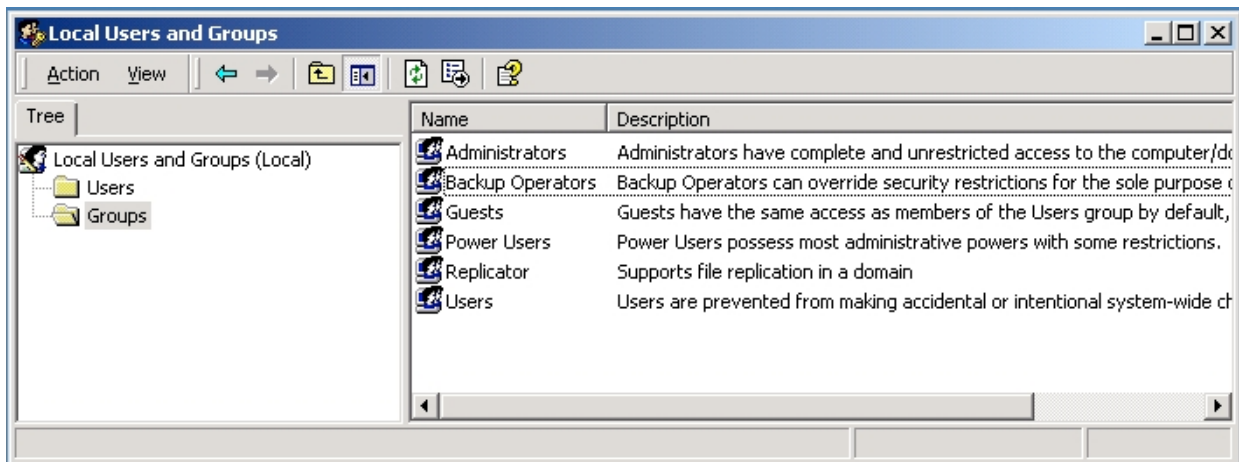 Local Users and Groups
Action View
Tree
Local Users and Groups (Local)
Users
Groups
Name Description
Administrators Administrators have complete and unrestricted access to the computer/do
Backup Operators Backup Operators can override security restrictions for the sole purpose
Guests Guests have the same access as members of the Users group by default,
Power Users Power Users possess most administrative powers with some restrictions.
Replicator Supports file replication in a domain
Users Users are prevented from making accidental or intentional system-wide ch